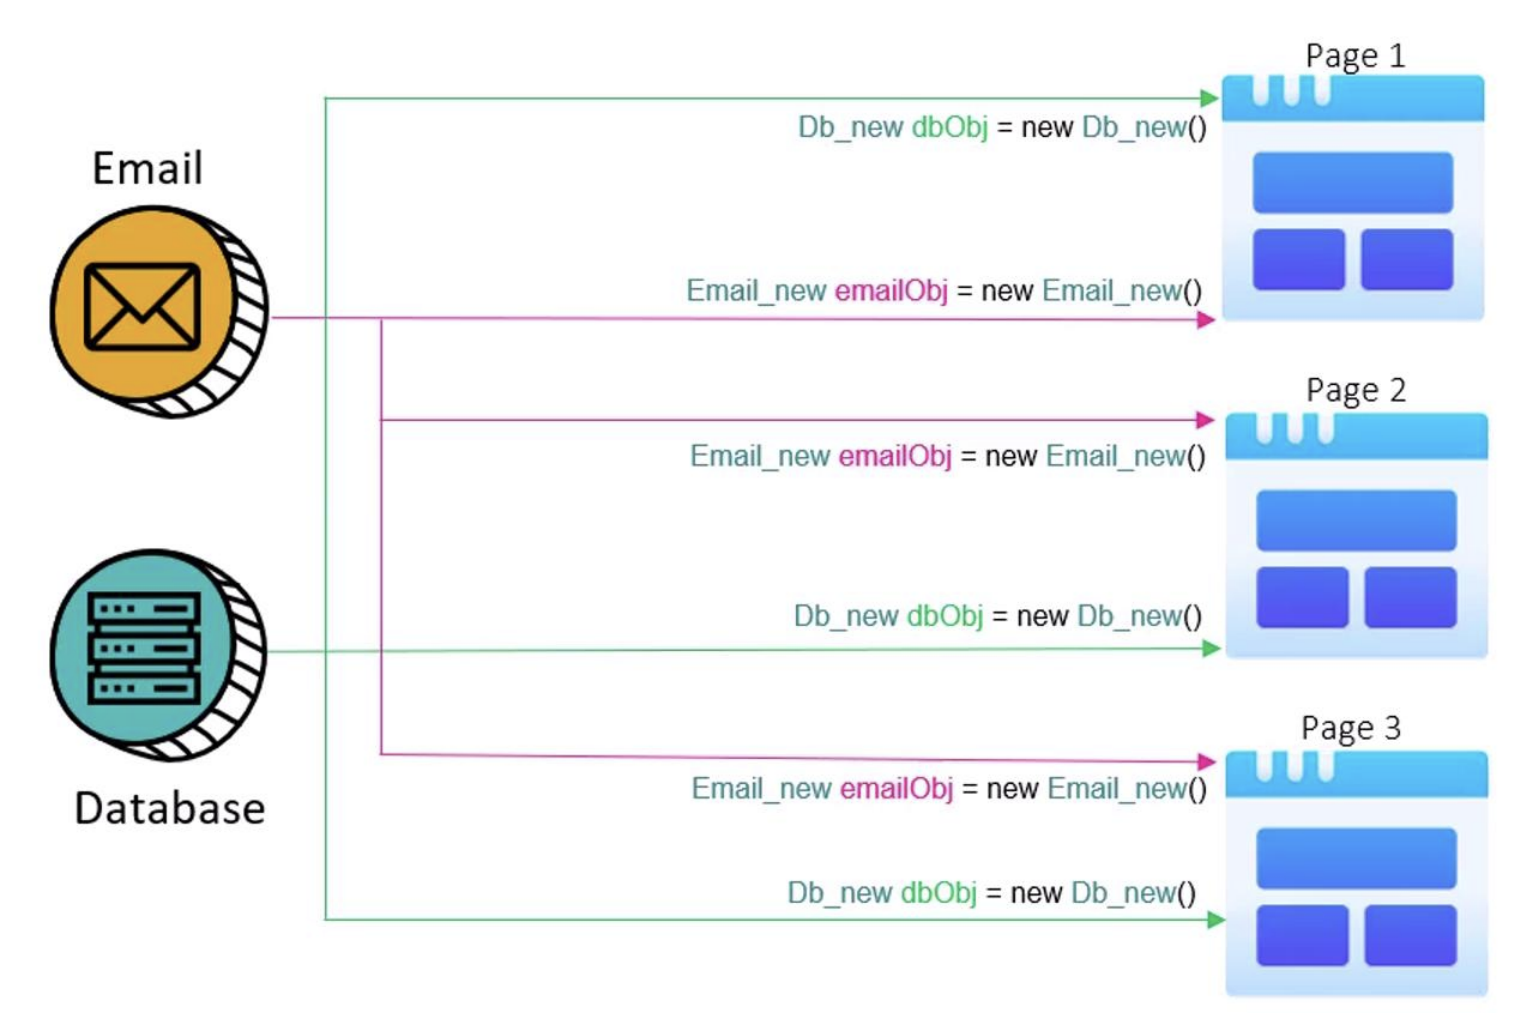 Page 1
Db_new dbObj = new Db_new()
Email
Email_new emailObj = new Email_new()
Page 2
Email_new emailObj = new Email_new()
Db_new dbObj = new Db_new()
Page 3
Email_new emailObj = new Email_new()
Database
Db_new dbObj = new Db_new()